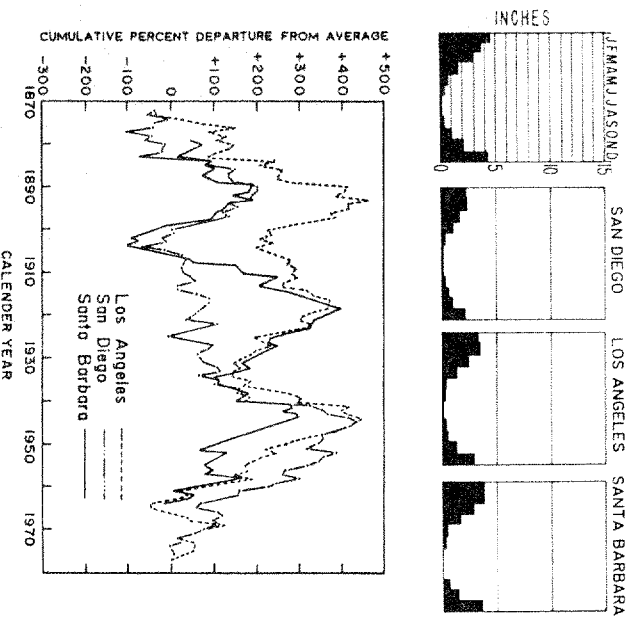 INCHES
15
10
5
0
JFMAMJJASOND
SAN DIEGO
LOS ANGELES
SANTA BARBARA
CUMULATIVE PERCENT DEPARTURE FROM AVERAGE
+500
+400
+300
+200
+100
0
-100
-200
-300
1870
1890
1910
1930
1950
1970
CALENDER YEAR
Los Angeles
San Diego
Santa Barbara